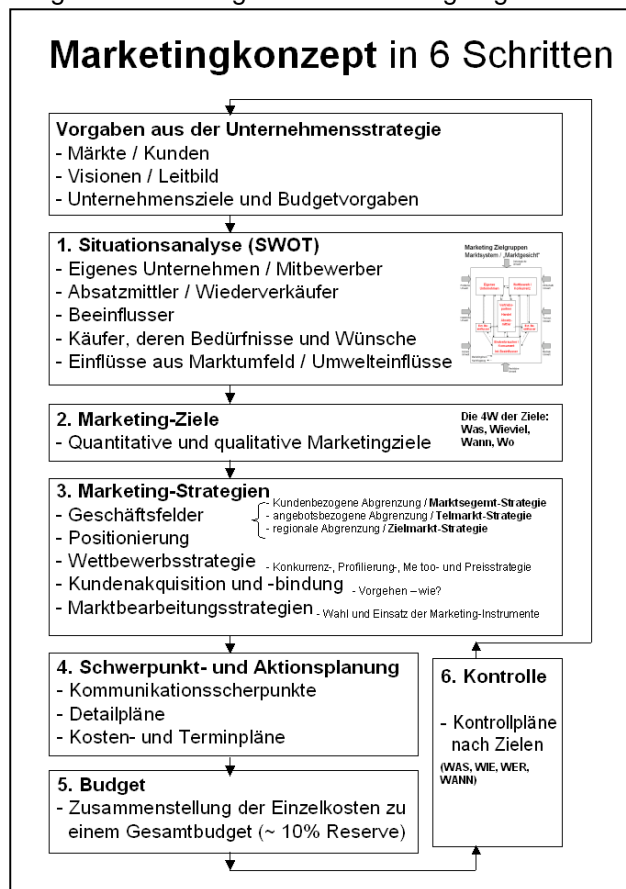 Marketingkonzept in 6 Schritten
Vorgaben aus der Unternehmensstrategie
- Märkte / Kunden
- Visionen / Leitbild
- Unternehmensziele und Budgetvorgaben
1. Situationsanalyse (SWOT)
- Eigenes Unternehmen / Mitbewerber
- Absatzmittler / Wiederverkäufer
- Beeinflusser
- Käufer, deren Bedürfnisse und Wünsche
- Einflüsse aus Marktumfeld / Umwelteinflüsse
Marketing Zielgruppen
Marktsystem / „Marktgesicht"
2. Marketing-Ziele
- Quantitative und qualitative Marketingziele
Die 4W der Ziele:
Was, Wieviel,
Wann, Wo
3. Marketing-Strategien
- Geschäftsfelder
- Kundenbezogene Abgrenzung / Marktsegemt-Strategie
- angebotsbezogene Abgrenzung / Telmarkt-Strategie
- regionale Abgrenzung / Zielmarkt-Strategie
- Positionierung
- Wettbewerbsstrategie - Konkurrenz-, Profilierung-, Me too- und Preisstrategie
- Kundenakquisition und -bindung - Vorgehen – wie?
- Marktbearbeitungsstrategien - Wahl und Einsatz der Marketing-Instrumente
4. Schwerpunkt- und Aktionsplanung
- Kommunikationsscherpunkte
- Detailpläne
- Kosten- und Terminpläne
5. Budget
- Zusammenstellung der Einzelkosten zu
einem Gesamtbudget (~ 10% Reserve)
6. Kontrolle
- Kontrollpläne
nach Zielen
(WAS, WIE, WER,
WANN)